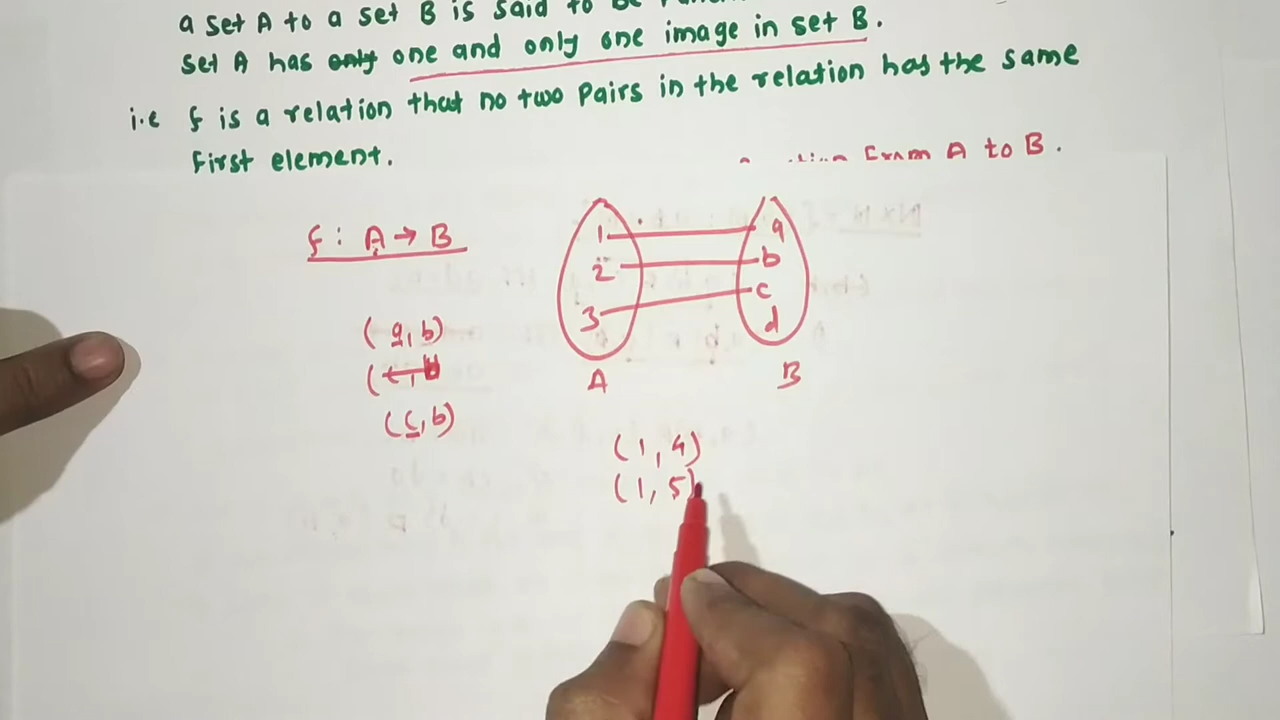 a set A to a set B is said to be
set A has only one and only one image in set B.
i.e f is a relation that no two Pairs in the relation has the same
First element.
From A to B.
f : A → B
(a, b)
(c, b)
1 a
2 b
3 c
d
A B
(1, 4)
(1, 5)